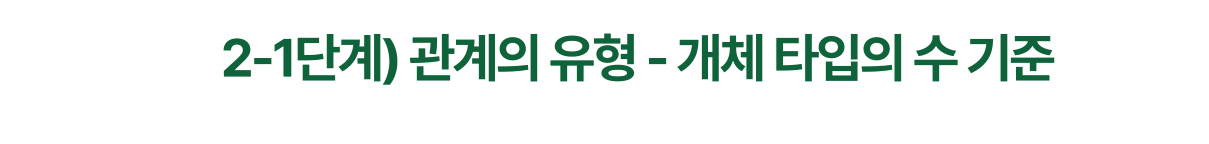 2-1단계) 관계의 유형 - 개체 타입의 수 기준